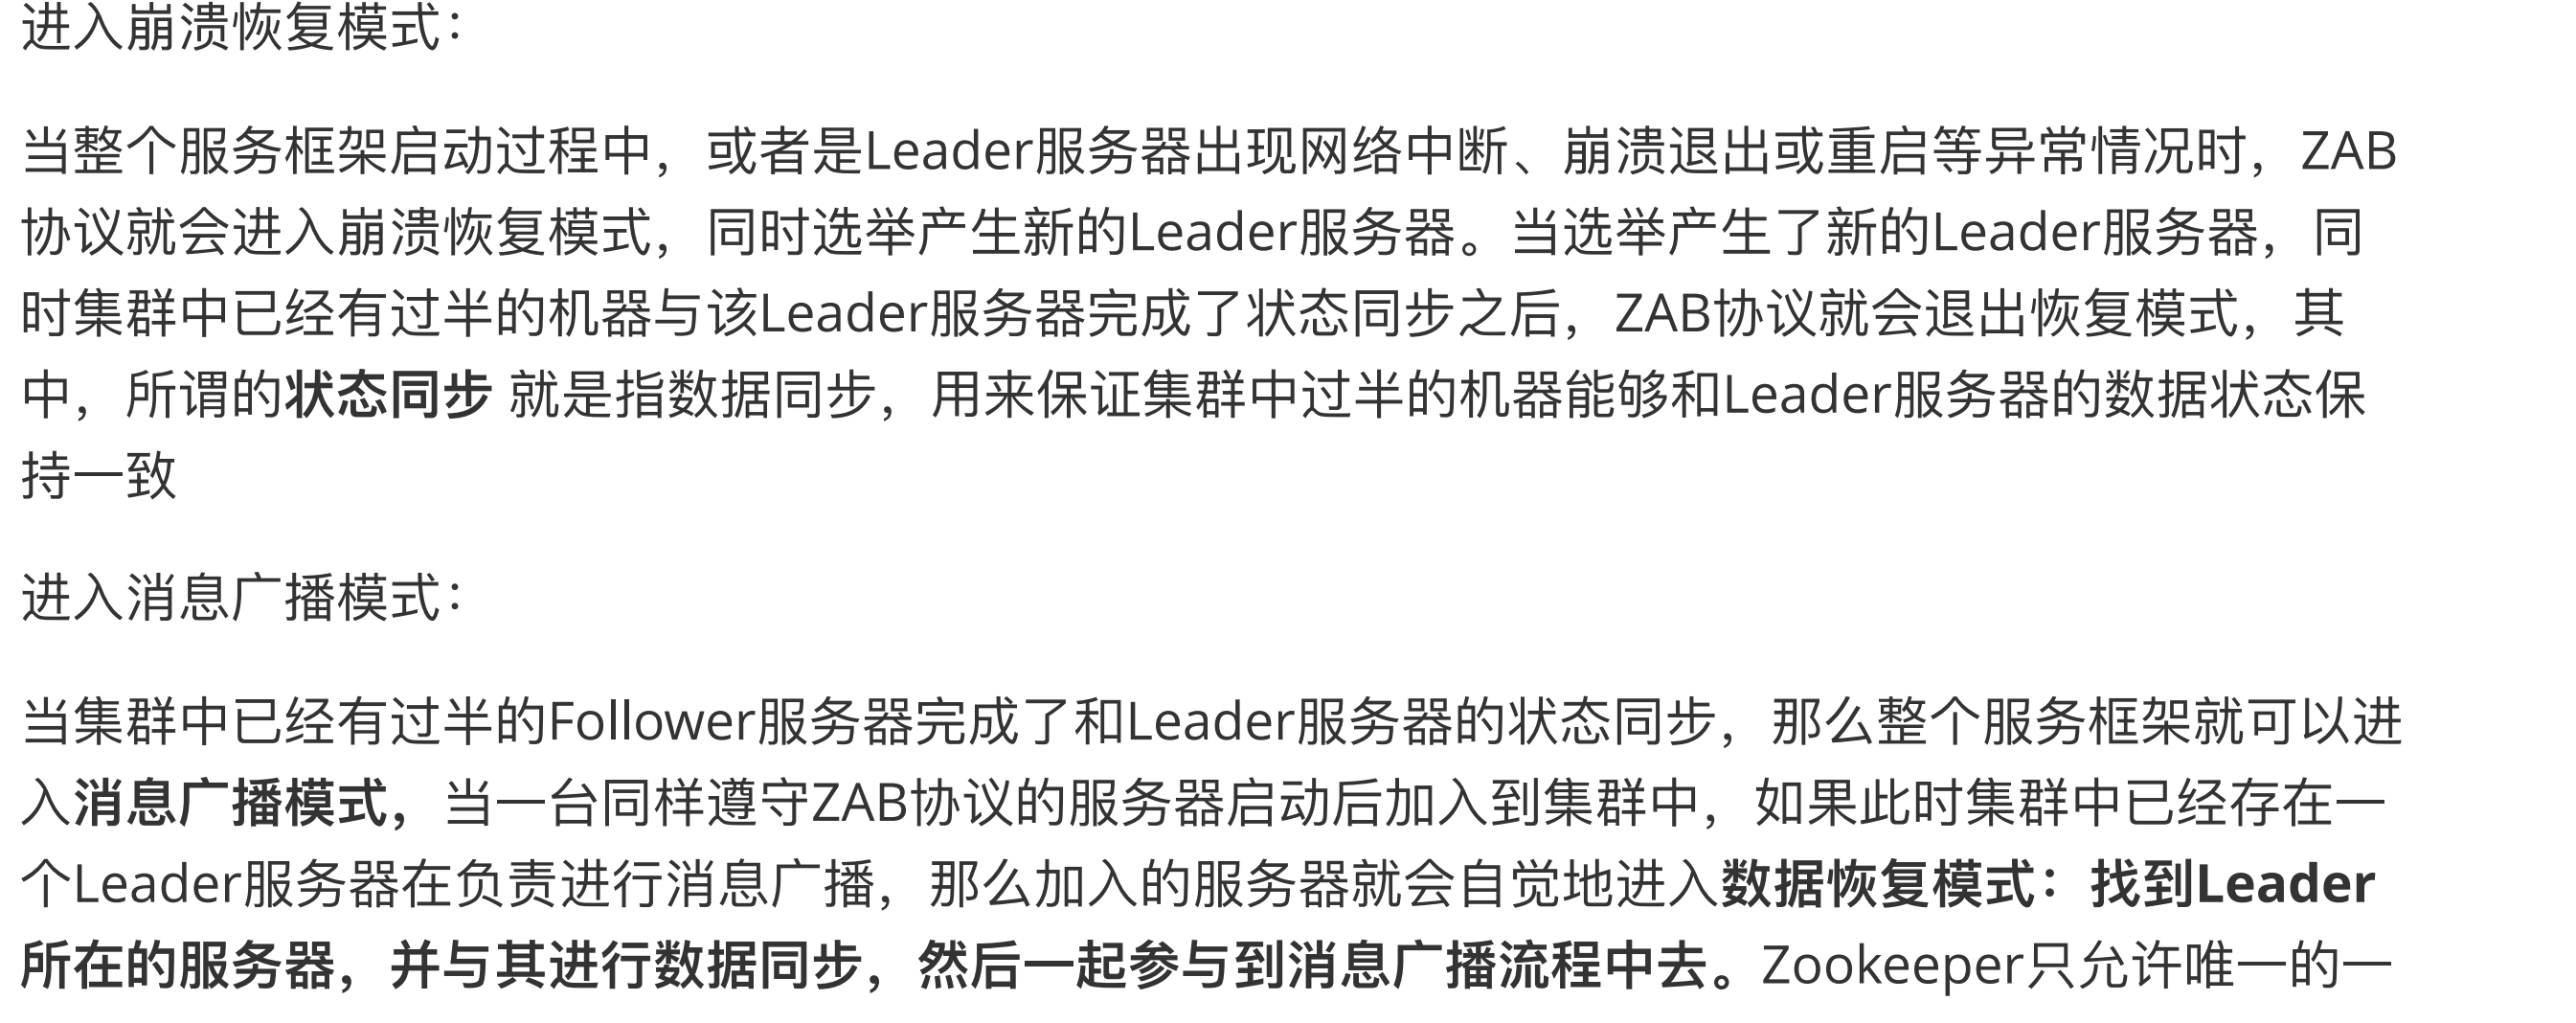 进入崩溃恢复模式：
当整个服务框架启动过程中，或者是Leader服务器出现网络中断、崩溃退出或重启等异常情况时，ZAB
协议就会进入崩溃恢复模式，同时选举产生新的Leader服务器。当选举产生了新的Leader服务器，同
时集群中已经有过半的机器与该Leader服务器完成了状态同步之后，ZAB协议就会退出恢复模式，其
中，所谓的状态同步 就是指数据同步，用来保证集群中过半的机器能够和Leader服务器的数据状态保
持一致
进入消息广播模式：
当集群中已经有过半的Follower服务器完成了和Leader服务器的状态同步，那么整个服务框架就可以进
入消息广播模式，当一台同样遵守ZAB协议的服务器启动后加入到集群中，如果此时集群中已经存在一
个Leader服务器在负责进行消息广播，那么加入的服务器就会自觉地进入数据恢复模式：找到Leader
所在的服务器，并与其进行数据同步，然后一起参与到消息广播流程中去。Zookeeper只允许唯一的一